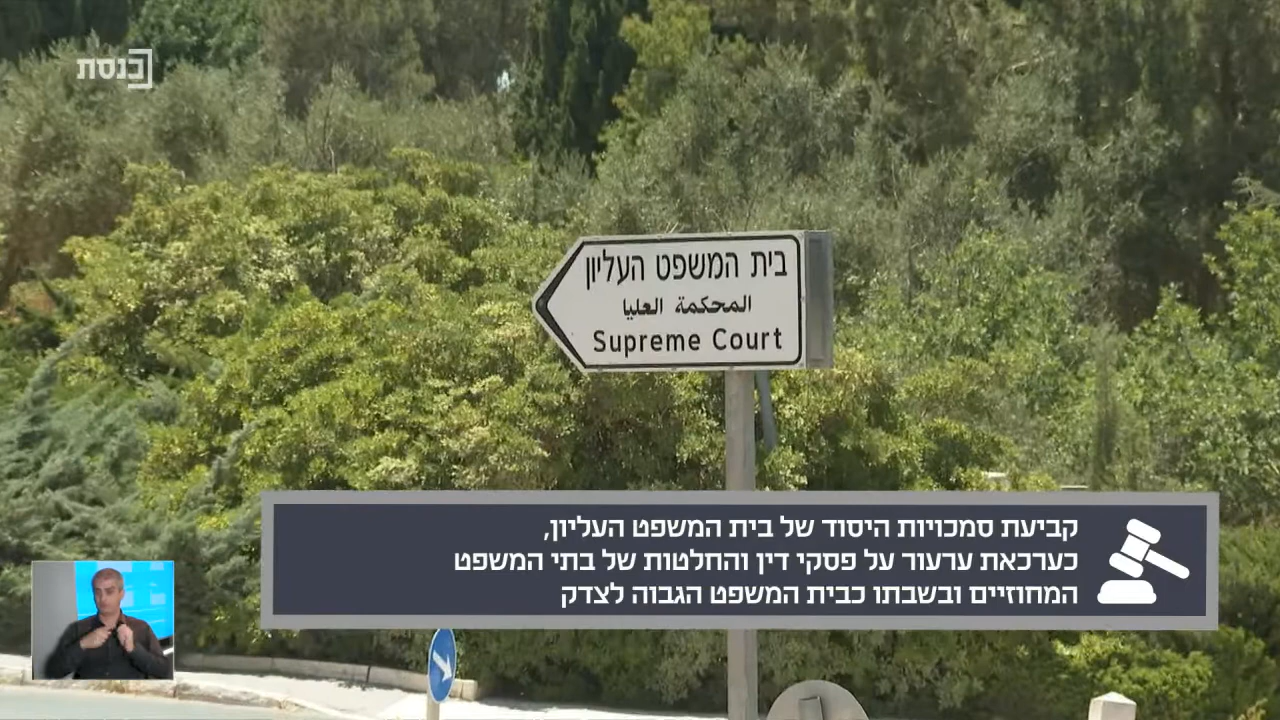 כנסת
בית המשפט העליון
المحكمة العليا
Supreme Court
קביעת סמכויות היסוד של בית המשפט העליון,
כערכאת ערעור על פסקי דין והחלטות של בתי המשפט
המחוזיים ובשבתו כבית המשפט הגבוה לצדק